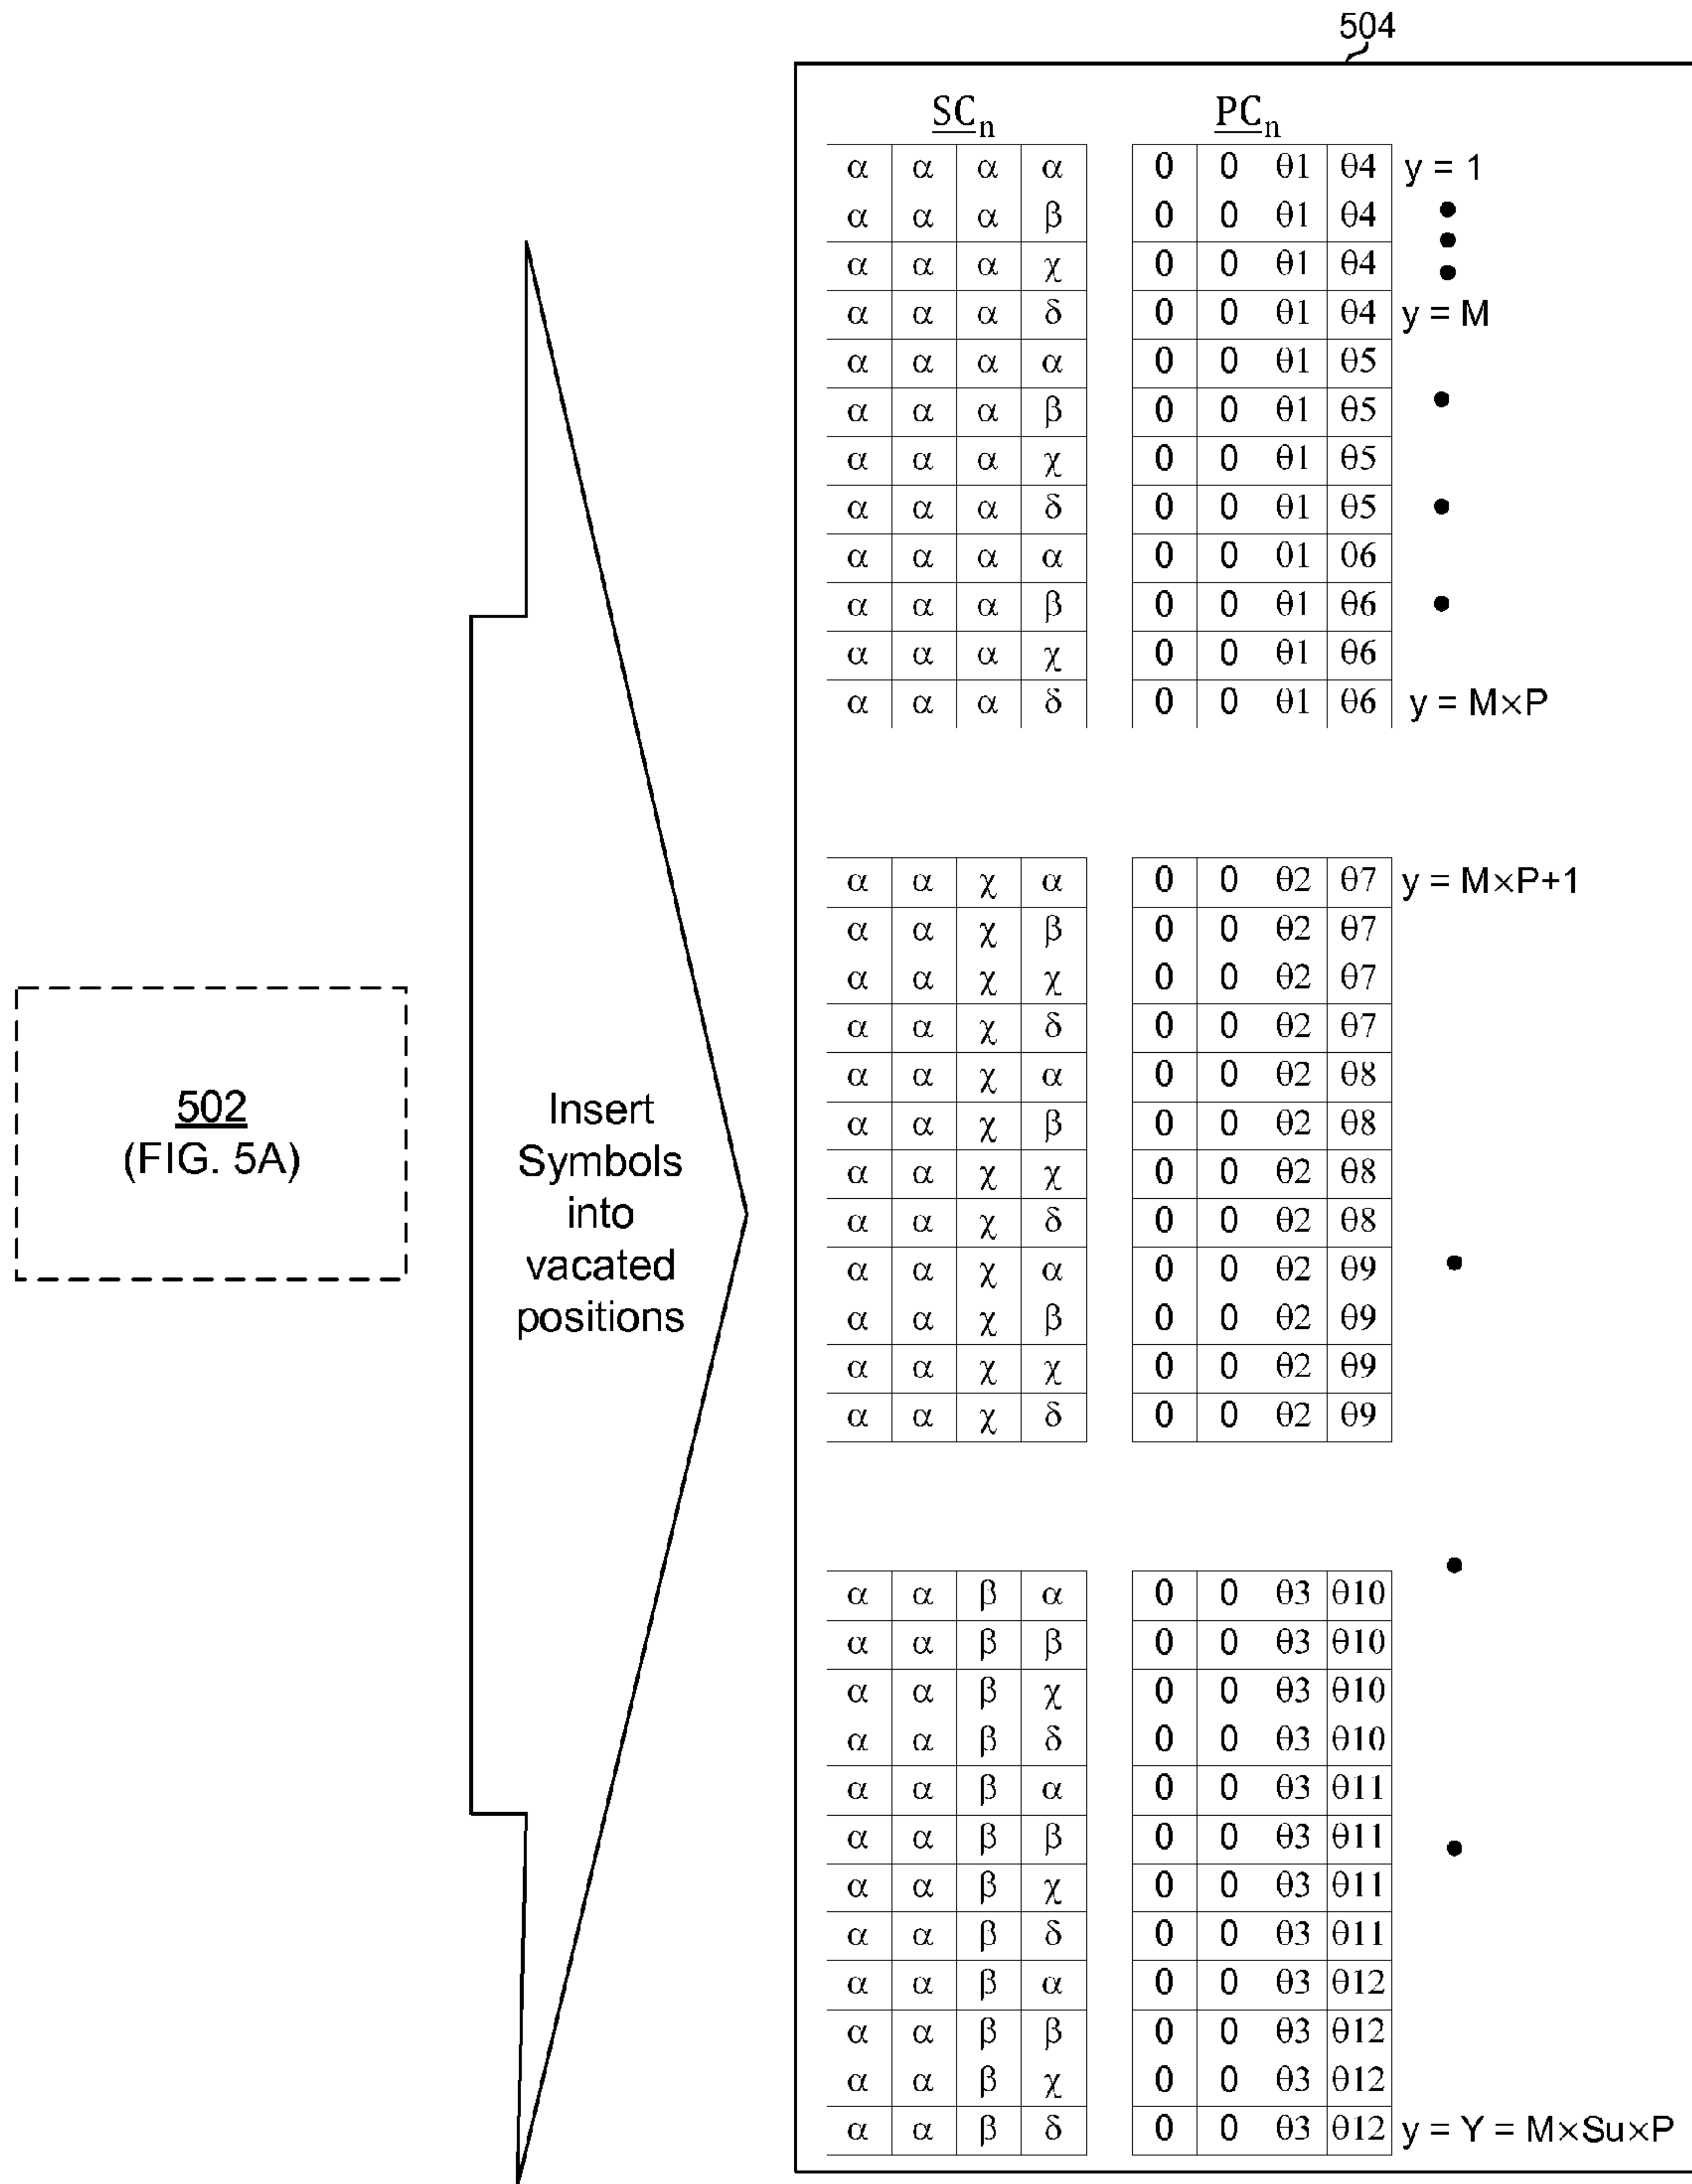 504
SCn PCn
α α α α 0 0 θ1 θ4 y = 1
α α α β 0 0 θ1 θ4
α α α χ 0 0 θ1 θ4
α α α δ 0 0 θ1 θ4 y = M
α α α α 0 0 θ1 θ5
α α α β 0 0 θ1 θ5
α α α χ 0 0 θ1 θ5
α α α δ 0 0 θ1 θ5
α α α α 0 0 θ1 θ6
α α α β 0 0 θ1 θ6
α α α χ 0 0 θ1 θ6
α α α δ 0 0 θ1 θ6 y = M×P
α α χ α 0 0 θ2 θ7 y = M×P+1
α α χ β 0 0 θ2 θ7
α α χ χ 0 0 θ2 θ7
α α χ δ 0 0 θ2 θ7
α α χ α 0 0 θ2 θ8
α α χ β 0 0 θ2 θ8
α α χ χ 0 0 θ2 θ8
α α χ δ 0 0 θ2 θ8
α α χ α 0 0 θ2 θ9
α α χ β 0 0 θ2 θ9
α α χ χ 0 0 θ2 θ9
α α χ δ 0 0 θ2 θ9
α α β α 0 0 θ3 θ10
α α β β 0 0 θ3 θ10
α α β χ 0 0 θ3 θ10
α α β δ 0 0 θ3 θ10
α α β α 0 0 θ3 θ11
α α β β 0 0 θ3 θ11
α α β χ 0 0 θ3 θ11
α α β δ 0 0 θ3 θ11
α α β α 0 0 θ3 θ12
α α β β 0 0 θ3 θ12
α α β χ 0 0 θ3 θ12
α α β δ 0 0 θ3 θ12 y = Y = M×Su×P
502
(FIG. 5A)
Insert
Symbols
into
vacated
positions